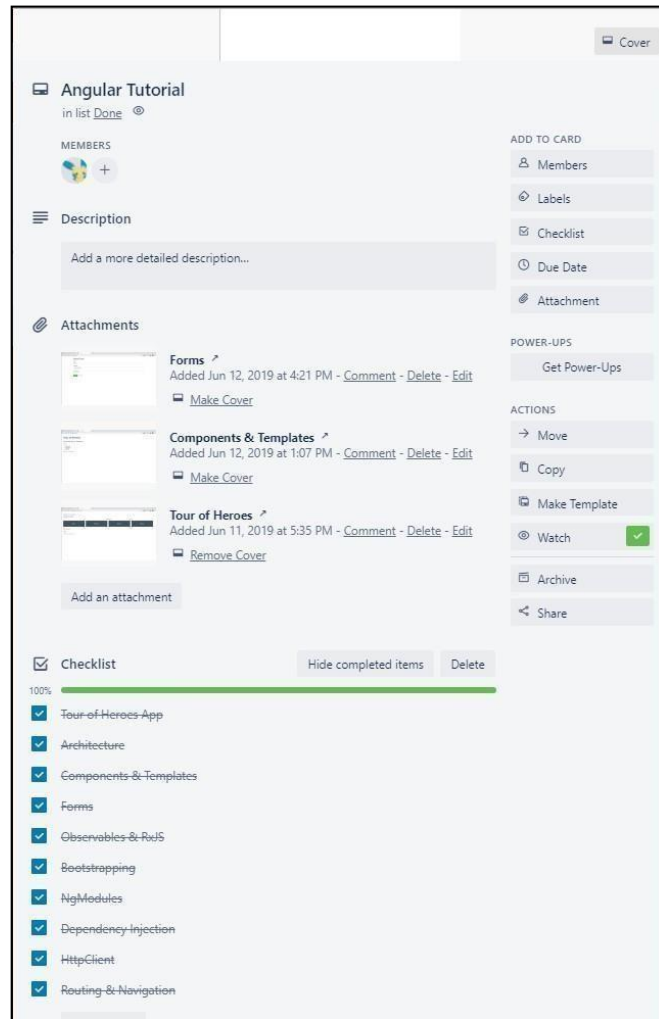 Cover
Angular Tutorial
in list Done
MEMBERS
+
Description
Add a more detailed description...
Attachments
Forms ↗
Added Jun 12, 2019 at 4:21 PM - Comment - Delete - Edit
Make Cover
Components & Templates ↗
Added Jun 12, 2019 at 1:07 PM - Comment - Delete - Edit
Make Cover
Tour of Heroes ↗
Added Jun 11, 2019 at 5:35 PM - Comment - Delete - Edit
Remove Cover
Add an attachment
Checklist
Hide completed items
Delete
100%
Tour of Heroes App
Architecture
Components & Templates
Forms
Observables & RxJS
Bootstrapping
NgModules
Dependency Injection
HttpClient
Routing & Navigation
ADD TO CARD
Members
Labels
Checklist
Due Date
Attachment
POWER-UPS
Get Power-Ups
ACTIONS
→ Move
Copy
Make Template
Watch
Archive
Share